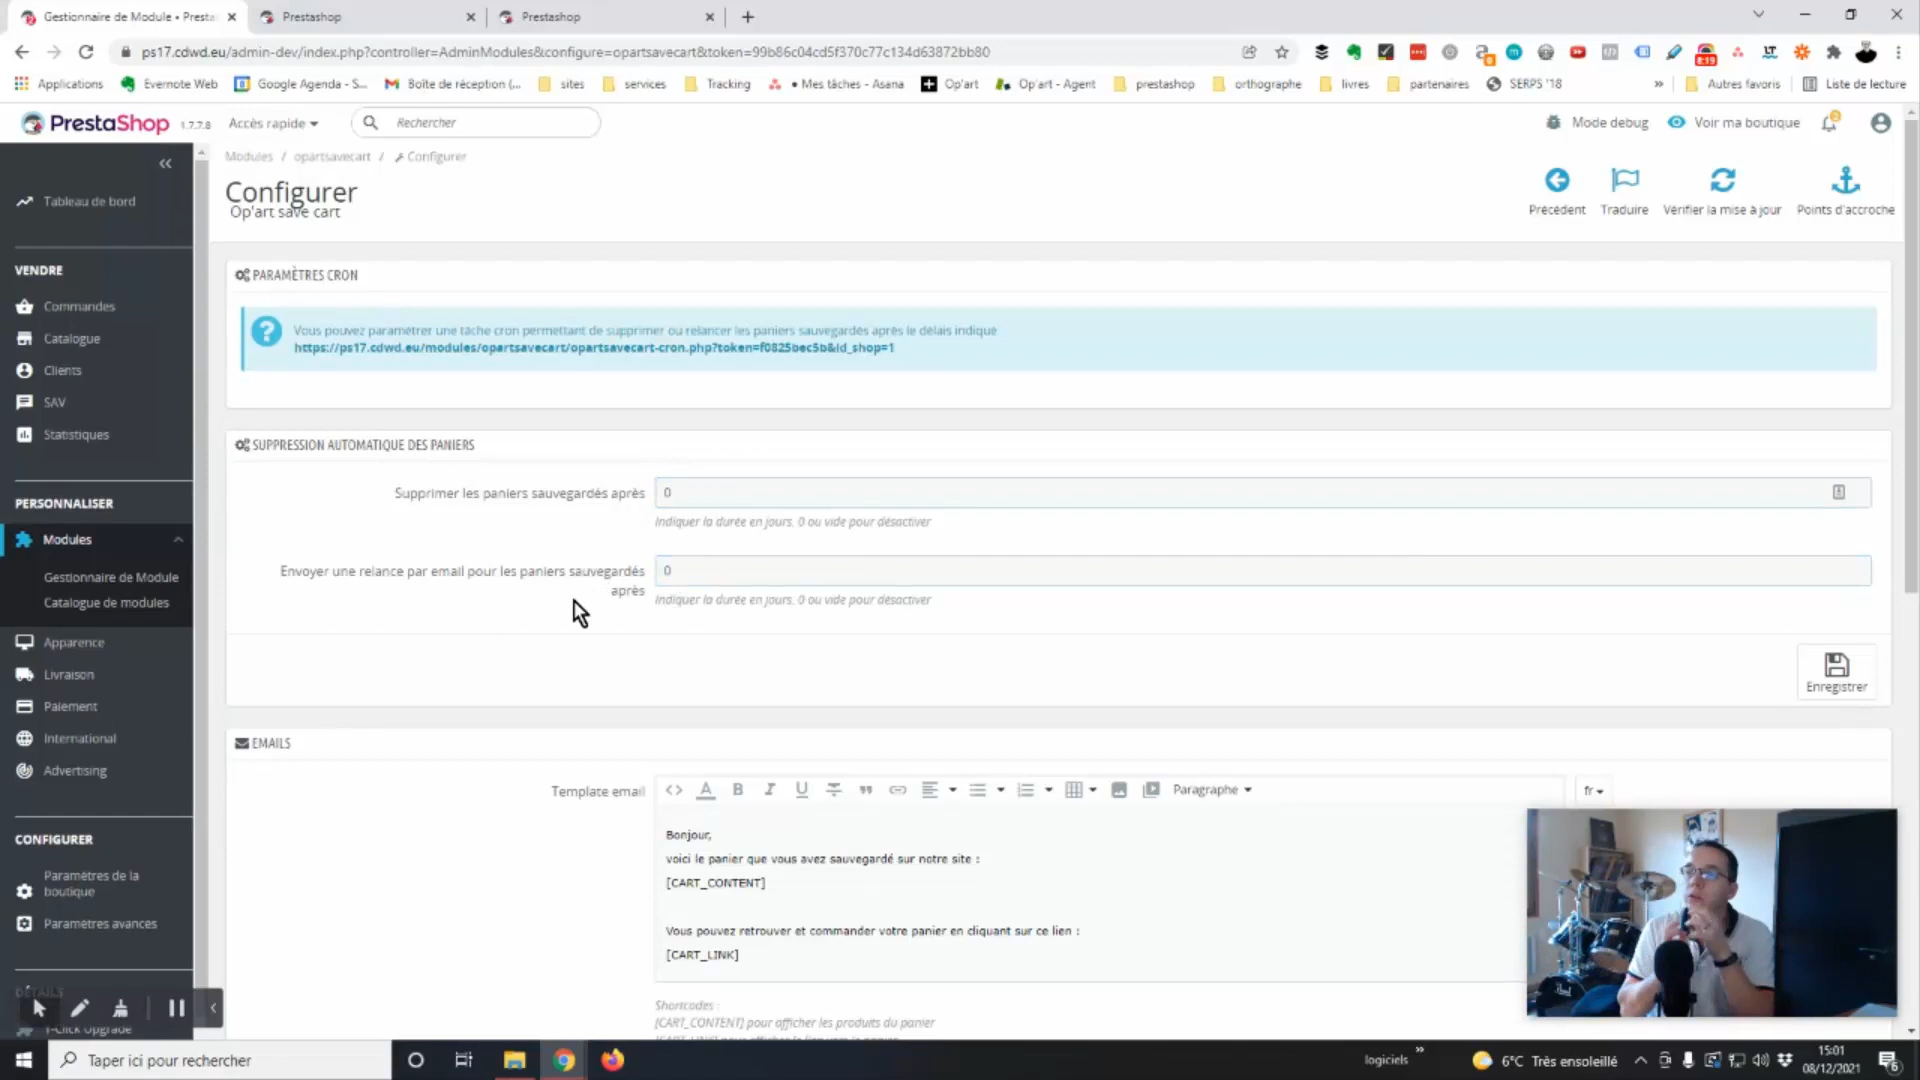 Gestionnaire de Module • Presta
Prestashop
Prestashop
ps17.cdwd.eu/admin-dev/index.php?controller=AdminModules&configure=opartsavecart&token=99b86c04cd5f370c77c134d63872bb80
Applications
Evernote Web
Google Agenda - S...
Boîte de réception (...
sites
services
Tracking
• Mes tâches - Asana
Op'art
Op'art - Agent
prestashop
orthographe
livres
partenaires
SERPS '18
»
Autres favoris
Liste de lecture
PrestaShop 1.7.7.8
Accès rapide
Rechercher
Mode debug
Voir ma boutique
Modules / opartsavecart / Configurer
Configurer
Op'art save cart
Précédent
Traduire
Vérifier la mise à jour
Points d'accroche
Tableau de bord
VENDRE
Commandes
Catalogue
Clients
SAV
Statistiques
PERSONNALISER
Modules
Gestionnaire de Module
Catalogue de modules
Apparence
Livraison
Paiement
International
Advertising
CONFIGURER
Paramètres de la
boutique
Paramètres avancés
DÉTAILS
1-Click Upgrade
PARAMÈTRES CRON
Vous pouvez paramétrer une tâche cron permettant de supprimer ou relancer les paniers sauvegardés après le délais indiqué
https://ps17.cdwd.eu/modules/opartsavecart/opartsavecart-cron.php?token=f0825bec5b&id_shop=1
SUPPRESSION AUTOMATIQUE DES PANIERS
Supprimer les paniers sauvegardés après
0
Indiquer la durée en jours. 0 ou vide pour désactiver
Envoyer une relance par email pour les paniers sauvegardés
après
0
Indiquer la durée en jours. 0 ou vide pour désactiver
Enregistrer
EMAILS
Template email
Paragraphe
fr
Bonjour,
voici le panier que vous avez sauvegardé sur notre site :
[CART_CONTENT]
Vous pouvez retrouver et commander votre panier en cliquant sur ce lien :
[CART_LINK]
Shortcodes :
[CART_CONTENT] pour afficher les produits du panier
Taper ici pour rechercher
logiciels
»
6°C Très ensoleillé
15:01
08/12/2021